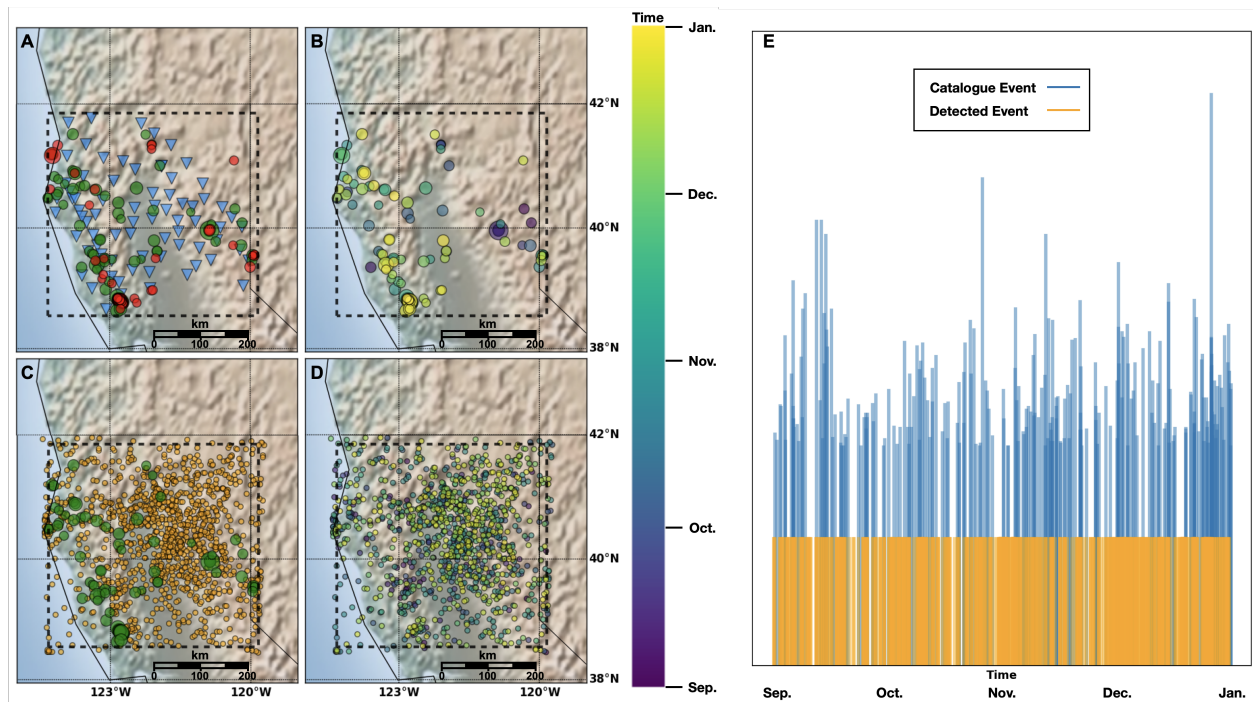 A
B
km
0 100 200
km
0 100 200
42°N
40°N
38°N
C
D
km
0 100 200
km
0 100 200
42°N
40°N
38°N
123°W 120°W
123°W 120°W
Time
Jan.
Dec.
Nov.
Oct.
Sep.
E
Catalogue Event
Detected Event
Time
Sep. Oct. Nov. Dec. Jan.